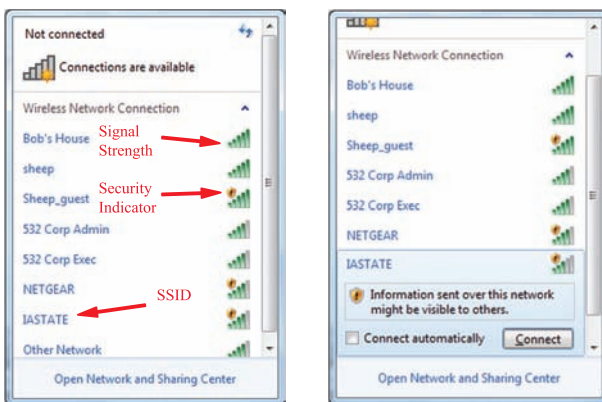 Not connected
Connections are available
Wireless Network Connection
Bob's House
Signal
Strength
sheep
Sheep_guest
Security
Indicator
532 Corp Admin
532 Corp Exec
NETGEAR
SSID
IASTATE
Other Network
Open Network and Sharing Center
Wireless Network Connection
Bob's House
sheep
Sheep_guest
532 Corp Admin
532 Corp Exec
NETGEAR
IASTATE
Information sent over this network
might be visible to others.
Connect automatically
Connect
Open Network and Sharing Center